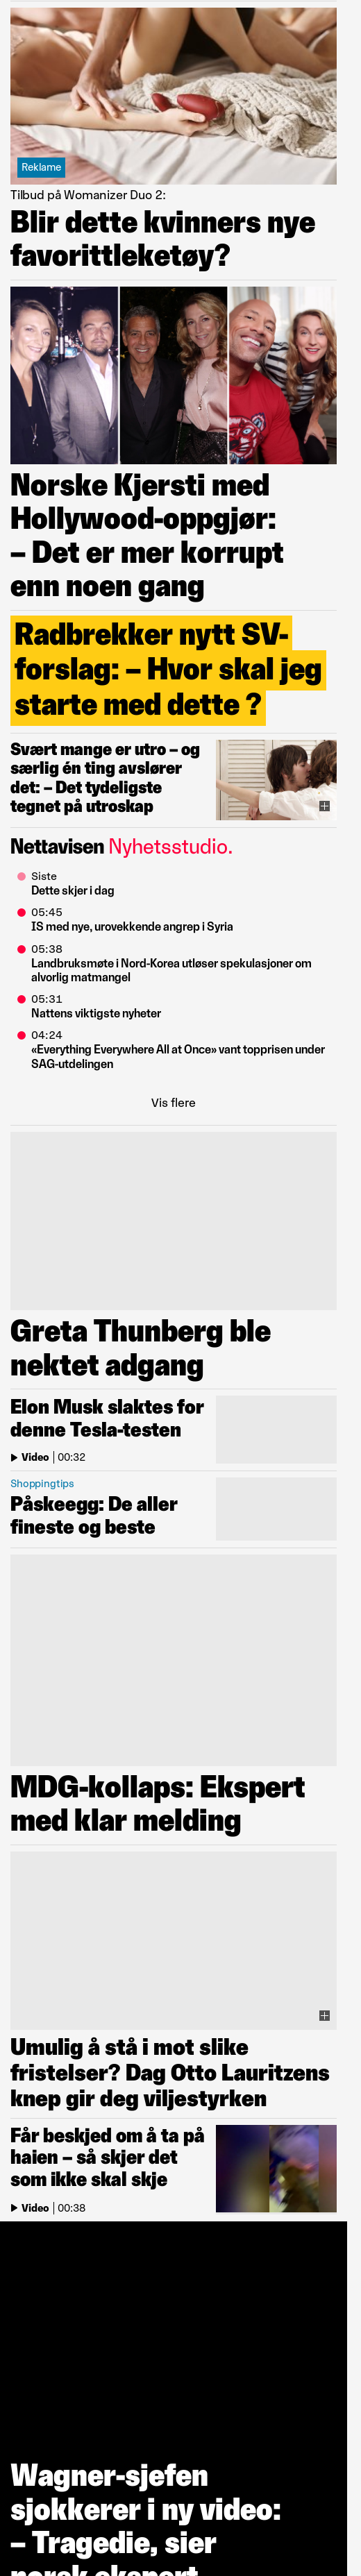 Reklame
Tilbud på Womanizer Duo 2:
Blir dette kvinners nye
favorittleketøy?
Norske Kjersti med
Hollywood-oppgjør:
– Det er mer korrupt
enn noen gang
Radbrekker nytt SV-
forslag: – Hvor skal jeg
starte med dette ?
Svært mange er utro – og
særlig én ting avslører
det: – Det tydeligste
tegnet på utroskap
Nettavisen Nyhetsstudio.
Siste
Dette skjer i dag
05:45
IS med nye, urovekkende angrep i Syria
05:38
Landbruksmøte i Nord-Korea utløser spekulasjoner om
alvorlig matmangel
05:31
Nattens viktigste nyheter
04:24
«Everything Everywhere All at Once» vant topprisen under
SAG-utdelingen
Vis flere
Greta Thunberg ble
nektet adgang
Elon Musk slaktes for
denne Tesla-testen
Video | 00:32
Shoppingtips
Påskeegg: De aller
fineste og beste
MDG-kollaps: Ekspert
med klar melding
Umulig å stå i mot slike
fristelser? Dag Otto Lauritzens
knep gir deg viljestyrken
Får beskjed om å ta på
haien – så skjer det
som ikke skal skje
Video | 00:38
Wagner-sjefen
sjokkerer i ny video:
– Tragedie, sier
norsk ekspert